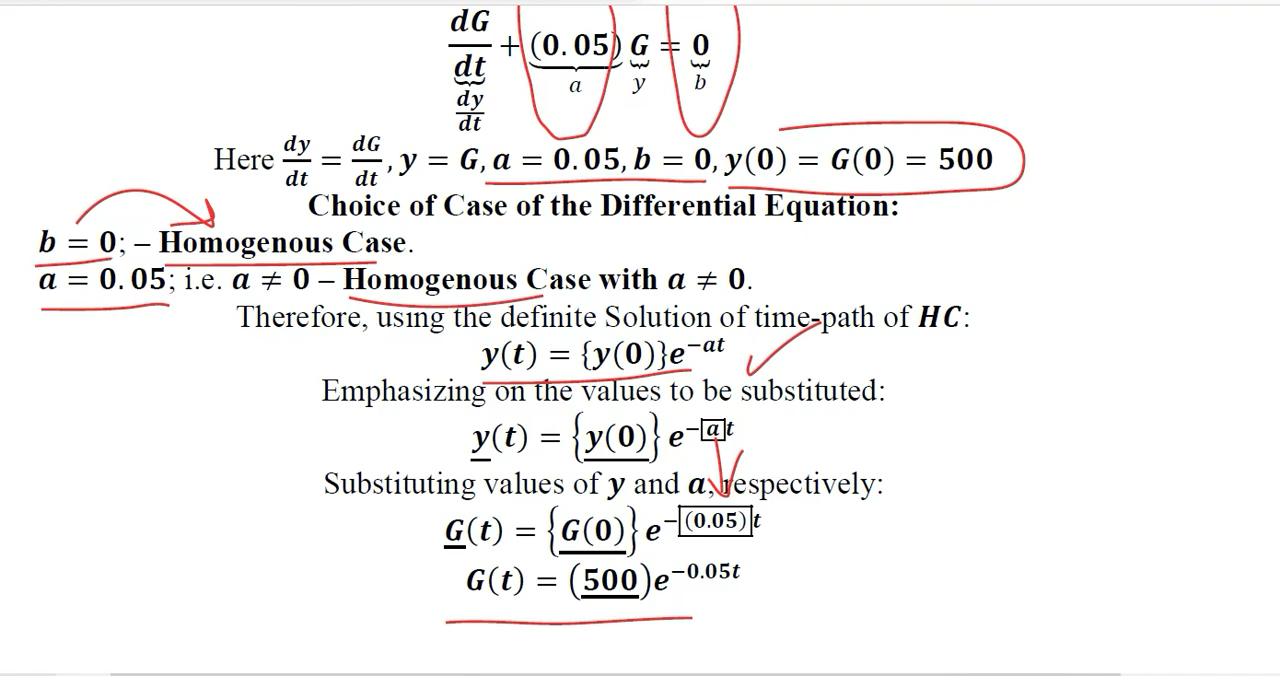 dG/dt + (0.05) G = 0
dy/dt a y b
Here dy/dt = dG/dt, y = G, a = 0.05, b = 0, y(0) = G(0) = 500
Choice of Case of the Differential Equation:
b = 0; – Homogenous Case.
a = 0.05; i.e. a ≠ 0 – Homogenous Case with a ≠ 0.
Therefore, using the definite Solution of time-path of HC:
y(t) = {y(0)}e^−at
Emphasizing on the values to be substituted:
y(t) = {y(0)} e^−at
Substituting values of y and a, respectively:
G(t) = {G(0)} e^−(0.05)t
G(t) = (500)e^−0.05t